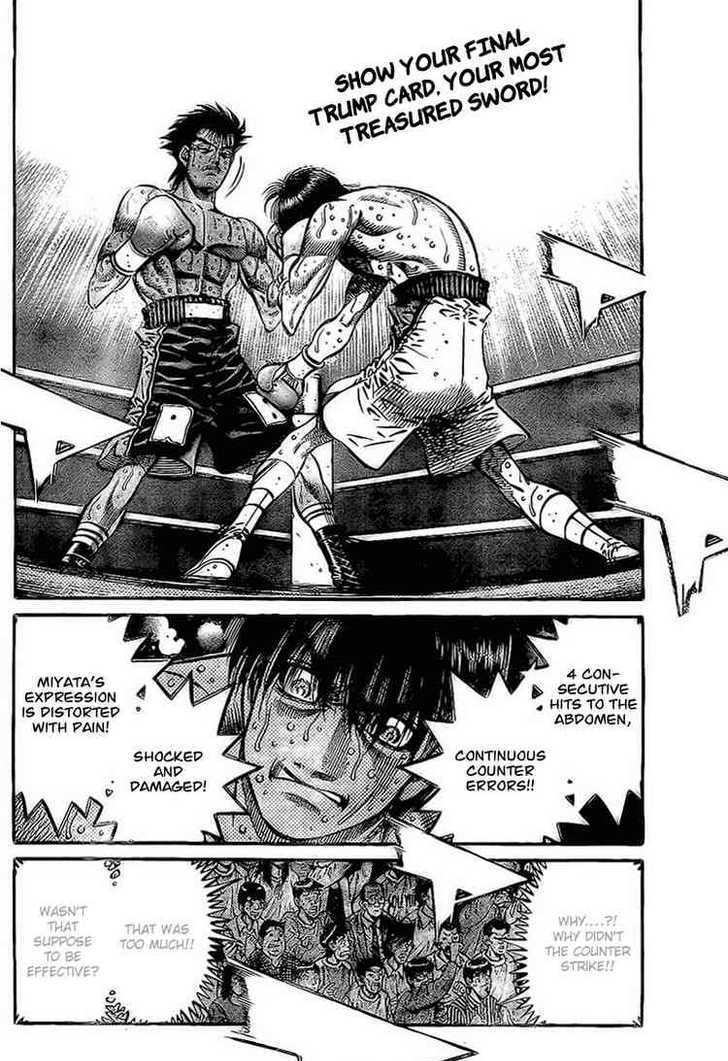 SHOW YOUR FINAL
TRUMP CARD, YOUR MOST
TREASURED SWORD!
4 CON-
SECUTIVE
HITS TO THE
ABDOMEN,
CONTINUOUS
COUNTER
ERRORS!!
SHOCKED
AND
DAMAGED!
MIYATA'S
EXPRESSION
IS DISTORTED
WITH PAIN!
WHY....?!
WHY DIDN'T
THE COUNTER
STRIKE!!
THAT WAS
TOO MUCH!!
WASN'T
THAT
SUPPOSE
TO BE
EFFECTIVE?